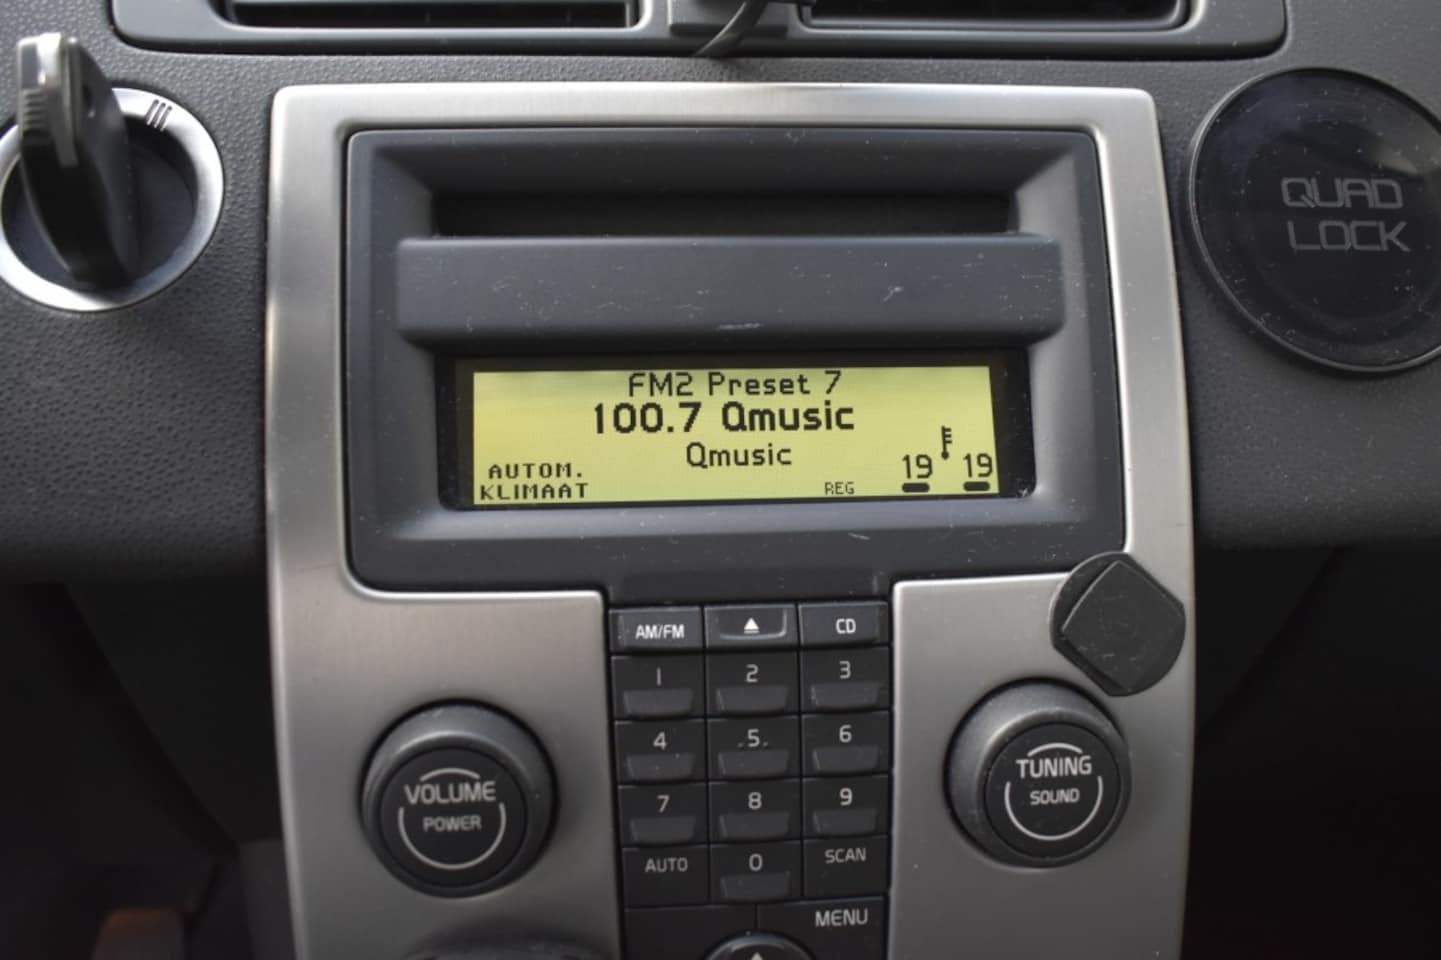 QUAD
LOCK
FM2 Preset 7
100.7 Qmusic
Qmusic
AUTOM.
KLIMAAT
REG
19 19
AM/FM CD
1 2 3
4 5 6
7 8 9
AUTO 0 SCAN
MENU
VOLUME
POWER
TUNING
SOUND